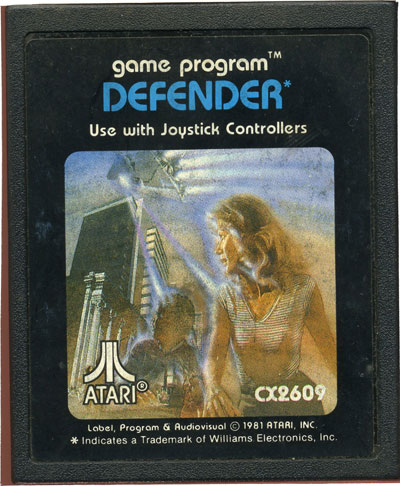 game program™
DEFENDER*
Use with Joystick Controllers
ATARI®
CX2609
Label, Program & Audiovisual © 1981 ATARI, INC.
* Indicates a Trademark of Williams Electronics, Inc.